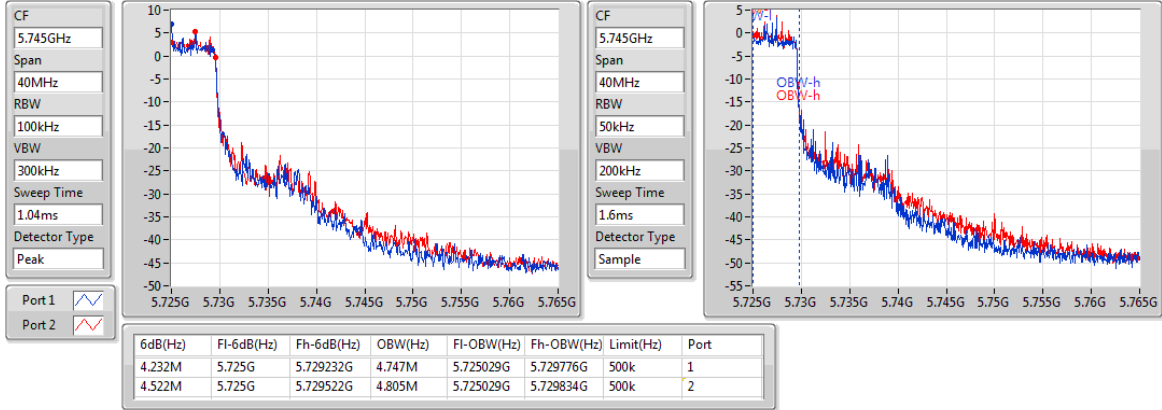 CF
5.745GHz
Span
40MHz
RBW
100kHz
VBW
300kHz
Sweep Time
1.04ms
Detector Type
Peak
Port 1
Port 2
10
5
0
-5
-10
-15
-20
-25
-30
-35
-40
-45
-50
5.725G 5.73G 5.735G 5.74G 5.745G 5.75G 5.755G 5.76G 5.765G
CF
5.745GHz
Span
40MHz
RBW
50kHz
VBW
200kHz
Sweep Time
1.6ms
Detector Type
Sample
5
0
-5
-10
-15
-20
-25
-30
-35
-40
-45
-50
-55
OBW-h
OBW-h
5.725G 5.73G 5.735G 5.74G 5.745G 5.75G 5.755G 5.76G 5.765G
6dB(Hz) Fl-6dB(Hz) Fh-6dB(Hz) OBW(Hz) Fl-OBW(Hz) Fh-OBW(Hz) Limit(Hz) Port
4.232M 5.725G 5.729232G 4.747M 5.725029G 5.729776G 500k 1
4.522M 5.725G 5.729522G 4.805M 5.725029G 5.729834G 500k 2